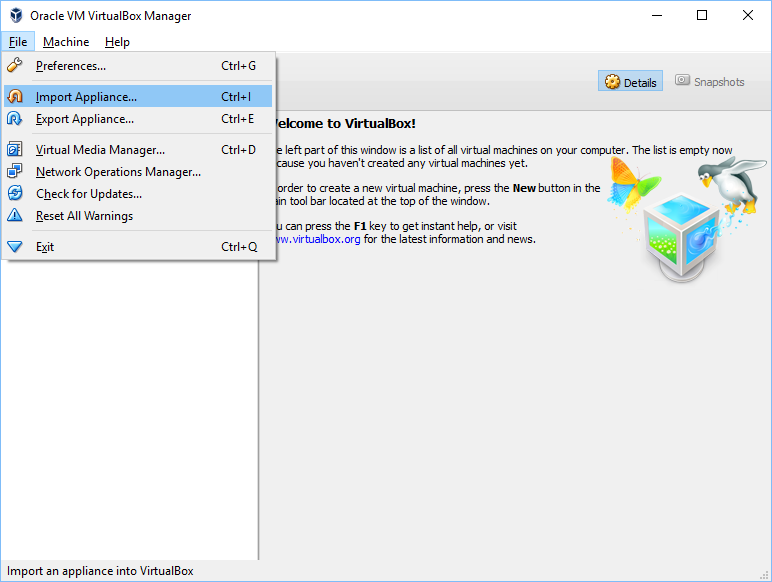 Oracle VM VirtualBox Manager
File Machine Help
Preferences... Ctrl+G
Import Appliance... Ctrl+I
Export Appliance... Ctrl+E
Virtual Media Manager... Ctrl+D
Network Operations Manager...
Check for Updates...
Reset All Warnings
Exit Ctrl+Q
Details Snapshots
elcome to VirtualBox!
e left part of this window is a list of all virtual machines on your computer. The list is empty now
cause you haven't created any virtual machines yet.
order to create a new virtual machine, press the New button in the
ain tool bar located at the top of the window.
u can press the F1 key to get instant help, or visit
ww.virtualbox.org for the latest information and news.
Import an appliance into VirtualBox